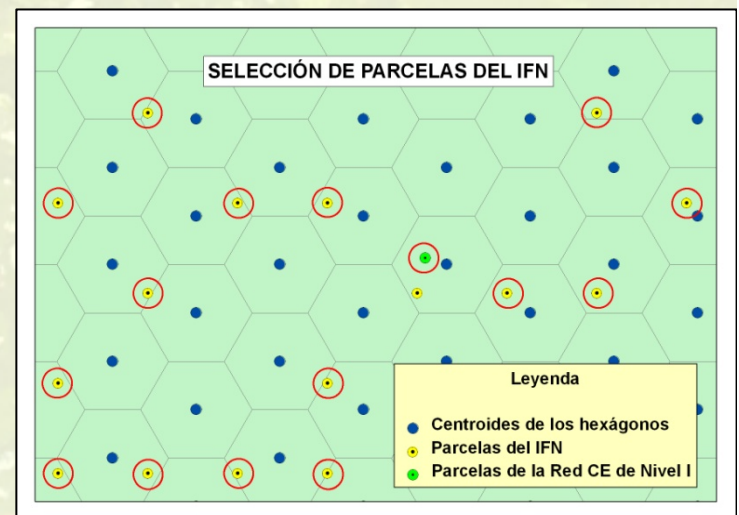 SELECCIÓN DE PARCELAS DEL IFN
Leyenda
Centroides de los hexágonos
Parcelas del IFN
Parcelas de la Red CE de Nivel I